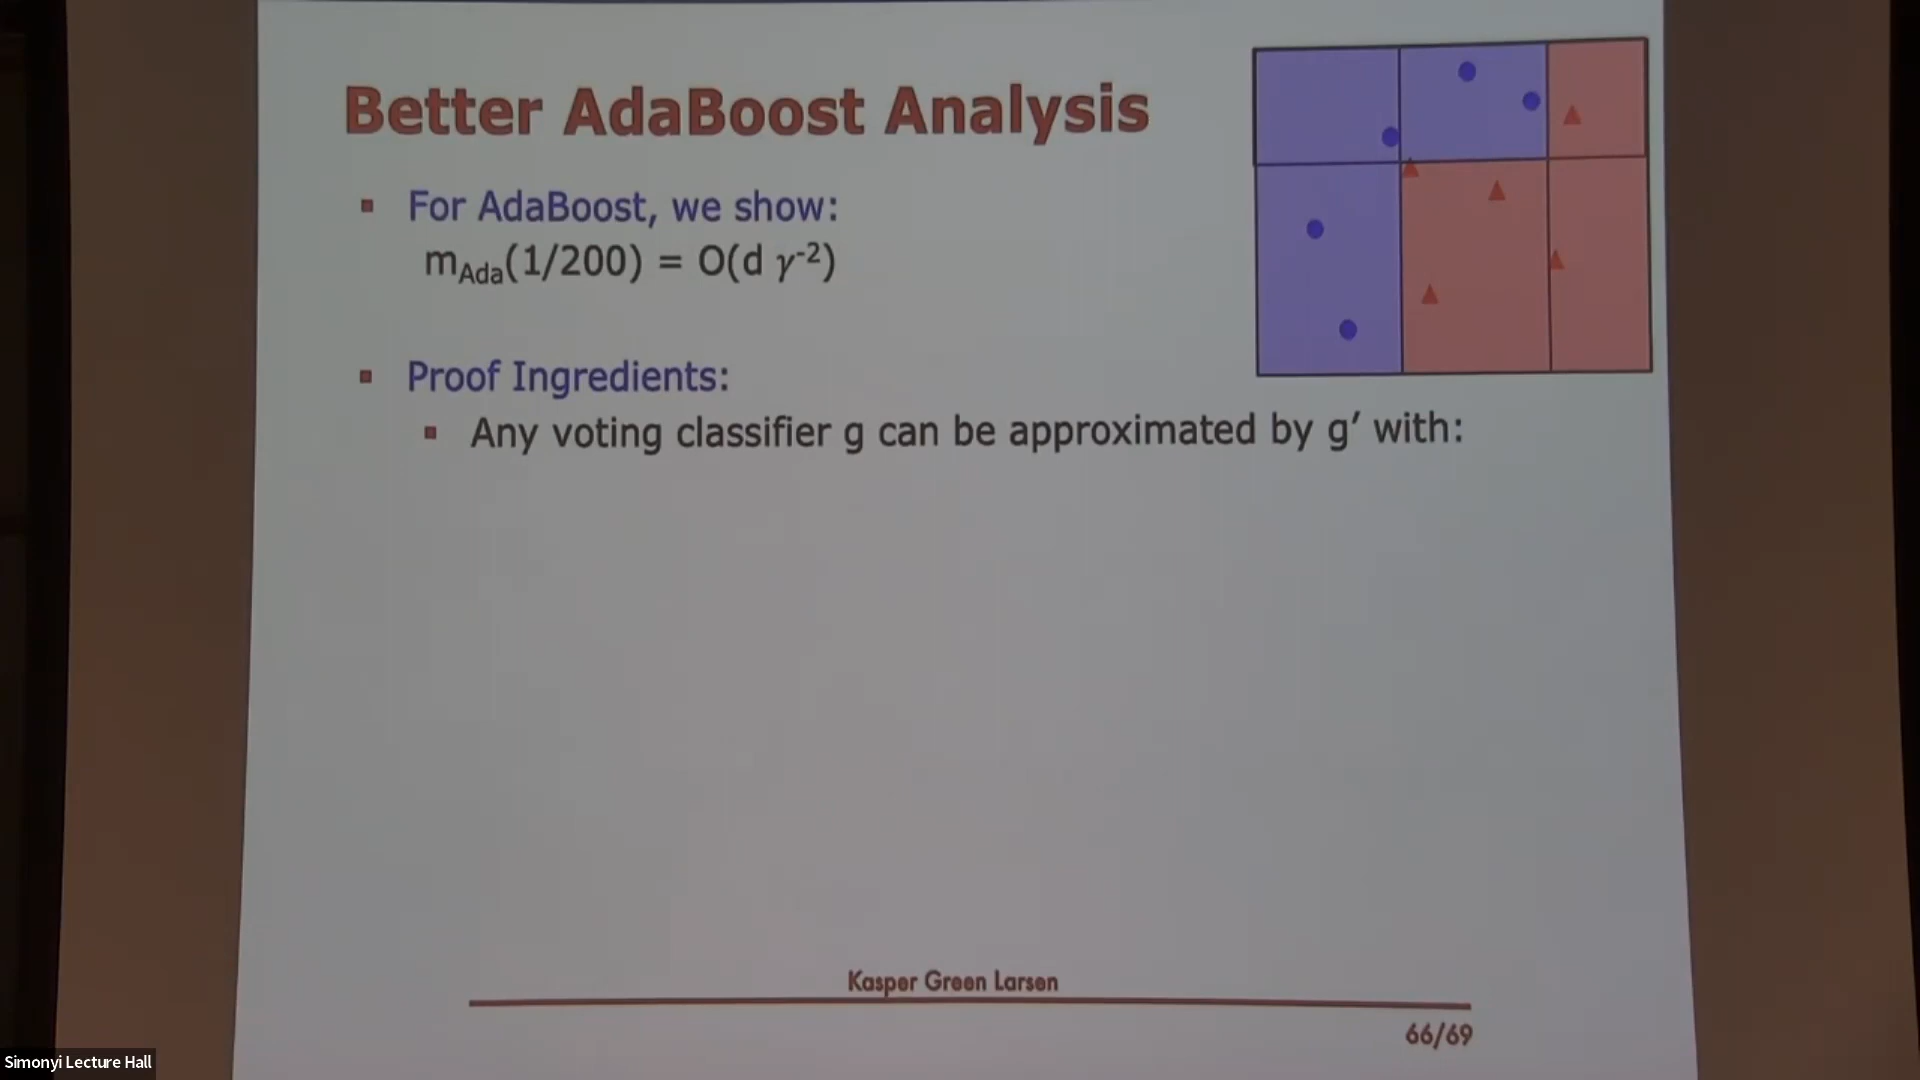 Better AdaBoost Analysis
▪ For AdaBoost, we show:
m_Ada(1/200) = O(d γ⁻²)
▪ Proof Ingredients:
▪ Any voting classifier g can be approximated by g′ with:
Kasper Green Larsen
66/69
Simonyi Lecture Hall